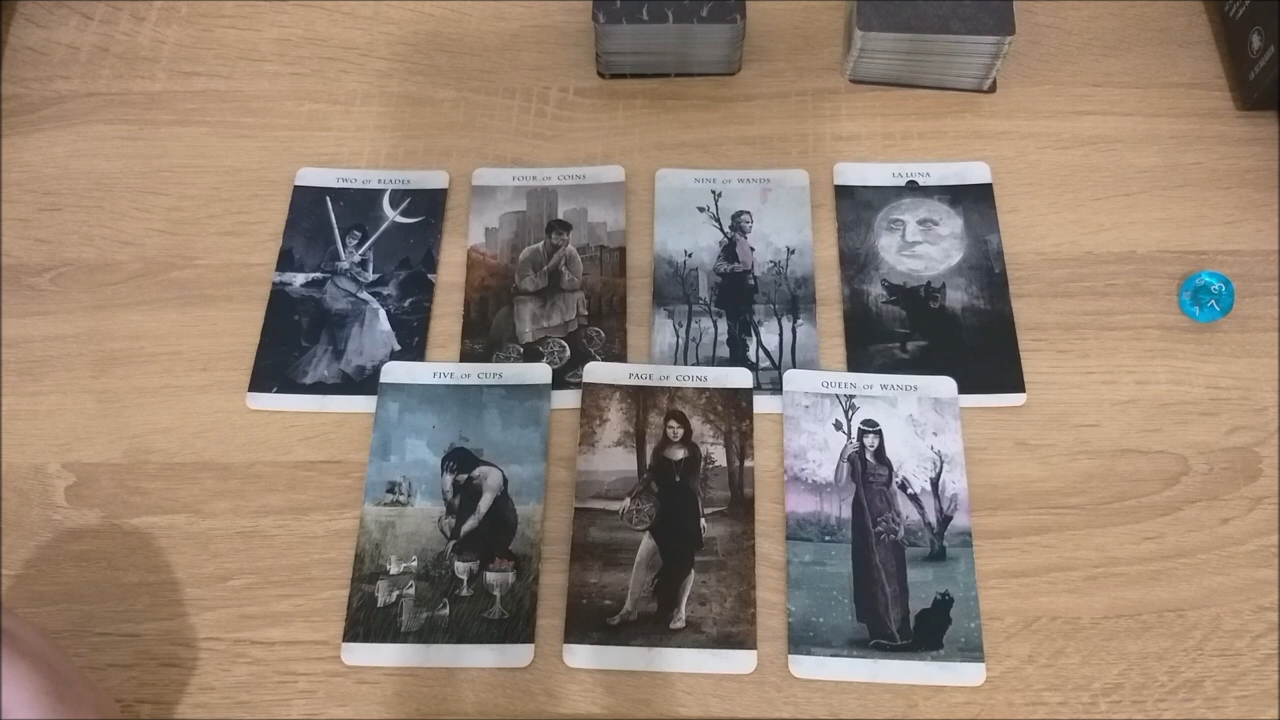 TWO OF BLADES
FOUR OF COINS
NINE OF WANDS
LA LUNA
FIVE OF CUPS
PAGE OF COINS
QUEEN OF WANDS